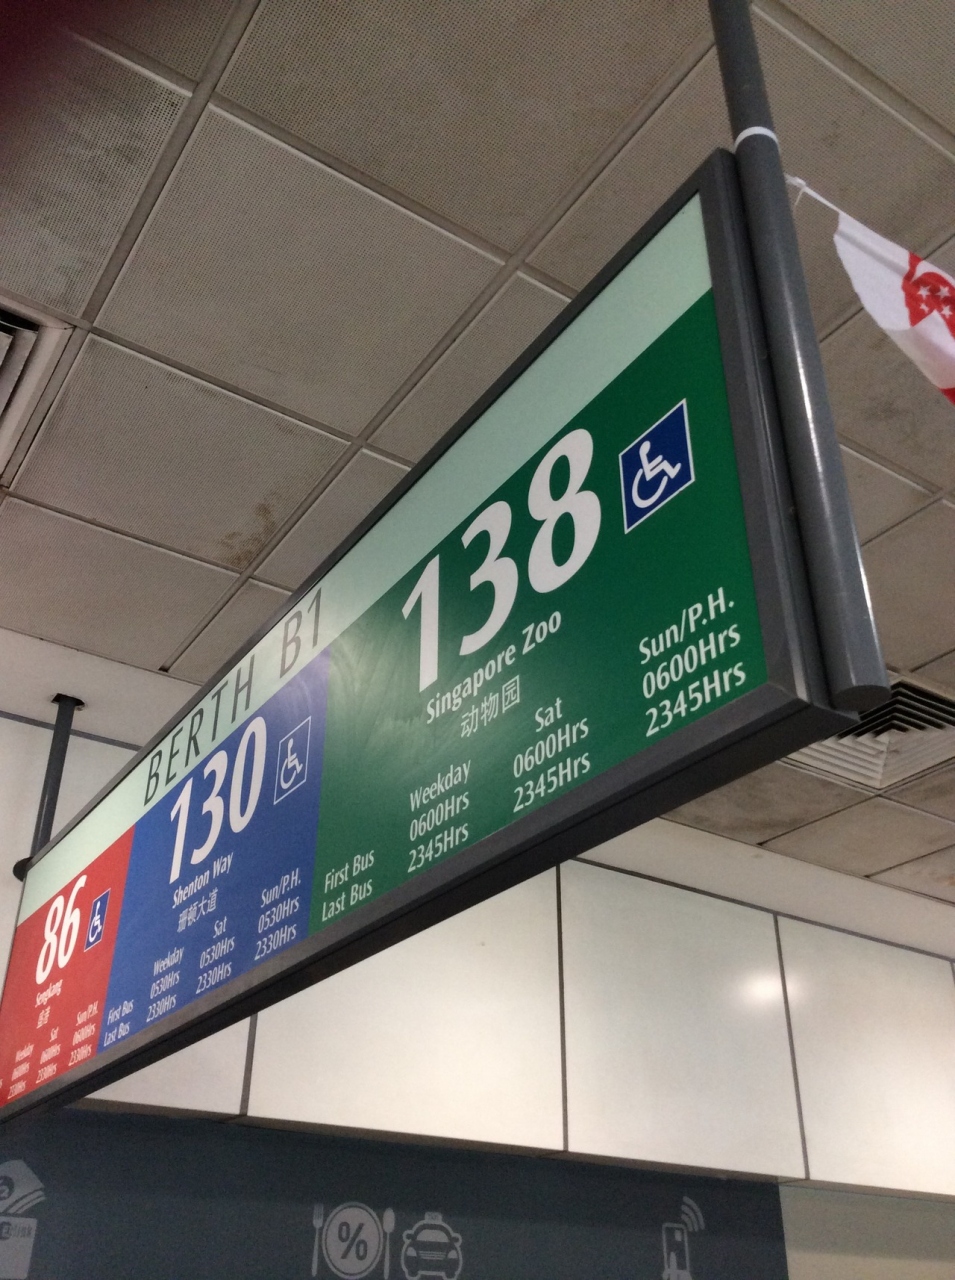 BERTH B1
86
Sengkang
盛港
Weekday Sat Sun/P.H.
0600Hrs 0600Hrs 0600Hrs
2330Hrs 2330Hrs 2330Hrs
130
Shenton Way
珊顿大道
Weekday Sat Sun/P.H.
First Bus 0530Hrs 0530Hrs 0530Hrs
Last Bus 2330Hrs 2330Hrs 2330Hrs
138
Singapore Zoo
动物园
Weekday Sat Sun/P.H.
First Bus 0600Hrs 0600Hrs 0600Hrs
Last Bus 2345Hrs 2345Hrs 2345Hrs
%